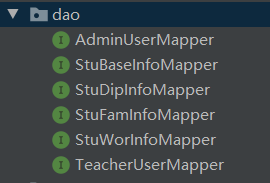 dao
AdminUserMapper
StuBaseInfoMapper
StuDipInfoMapper
StuFamInfoMapper
StuWorInfoMapper
TeacherUserMapper